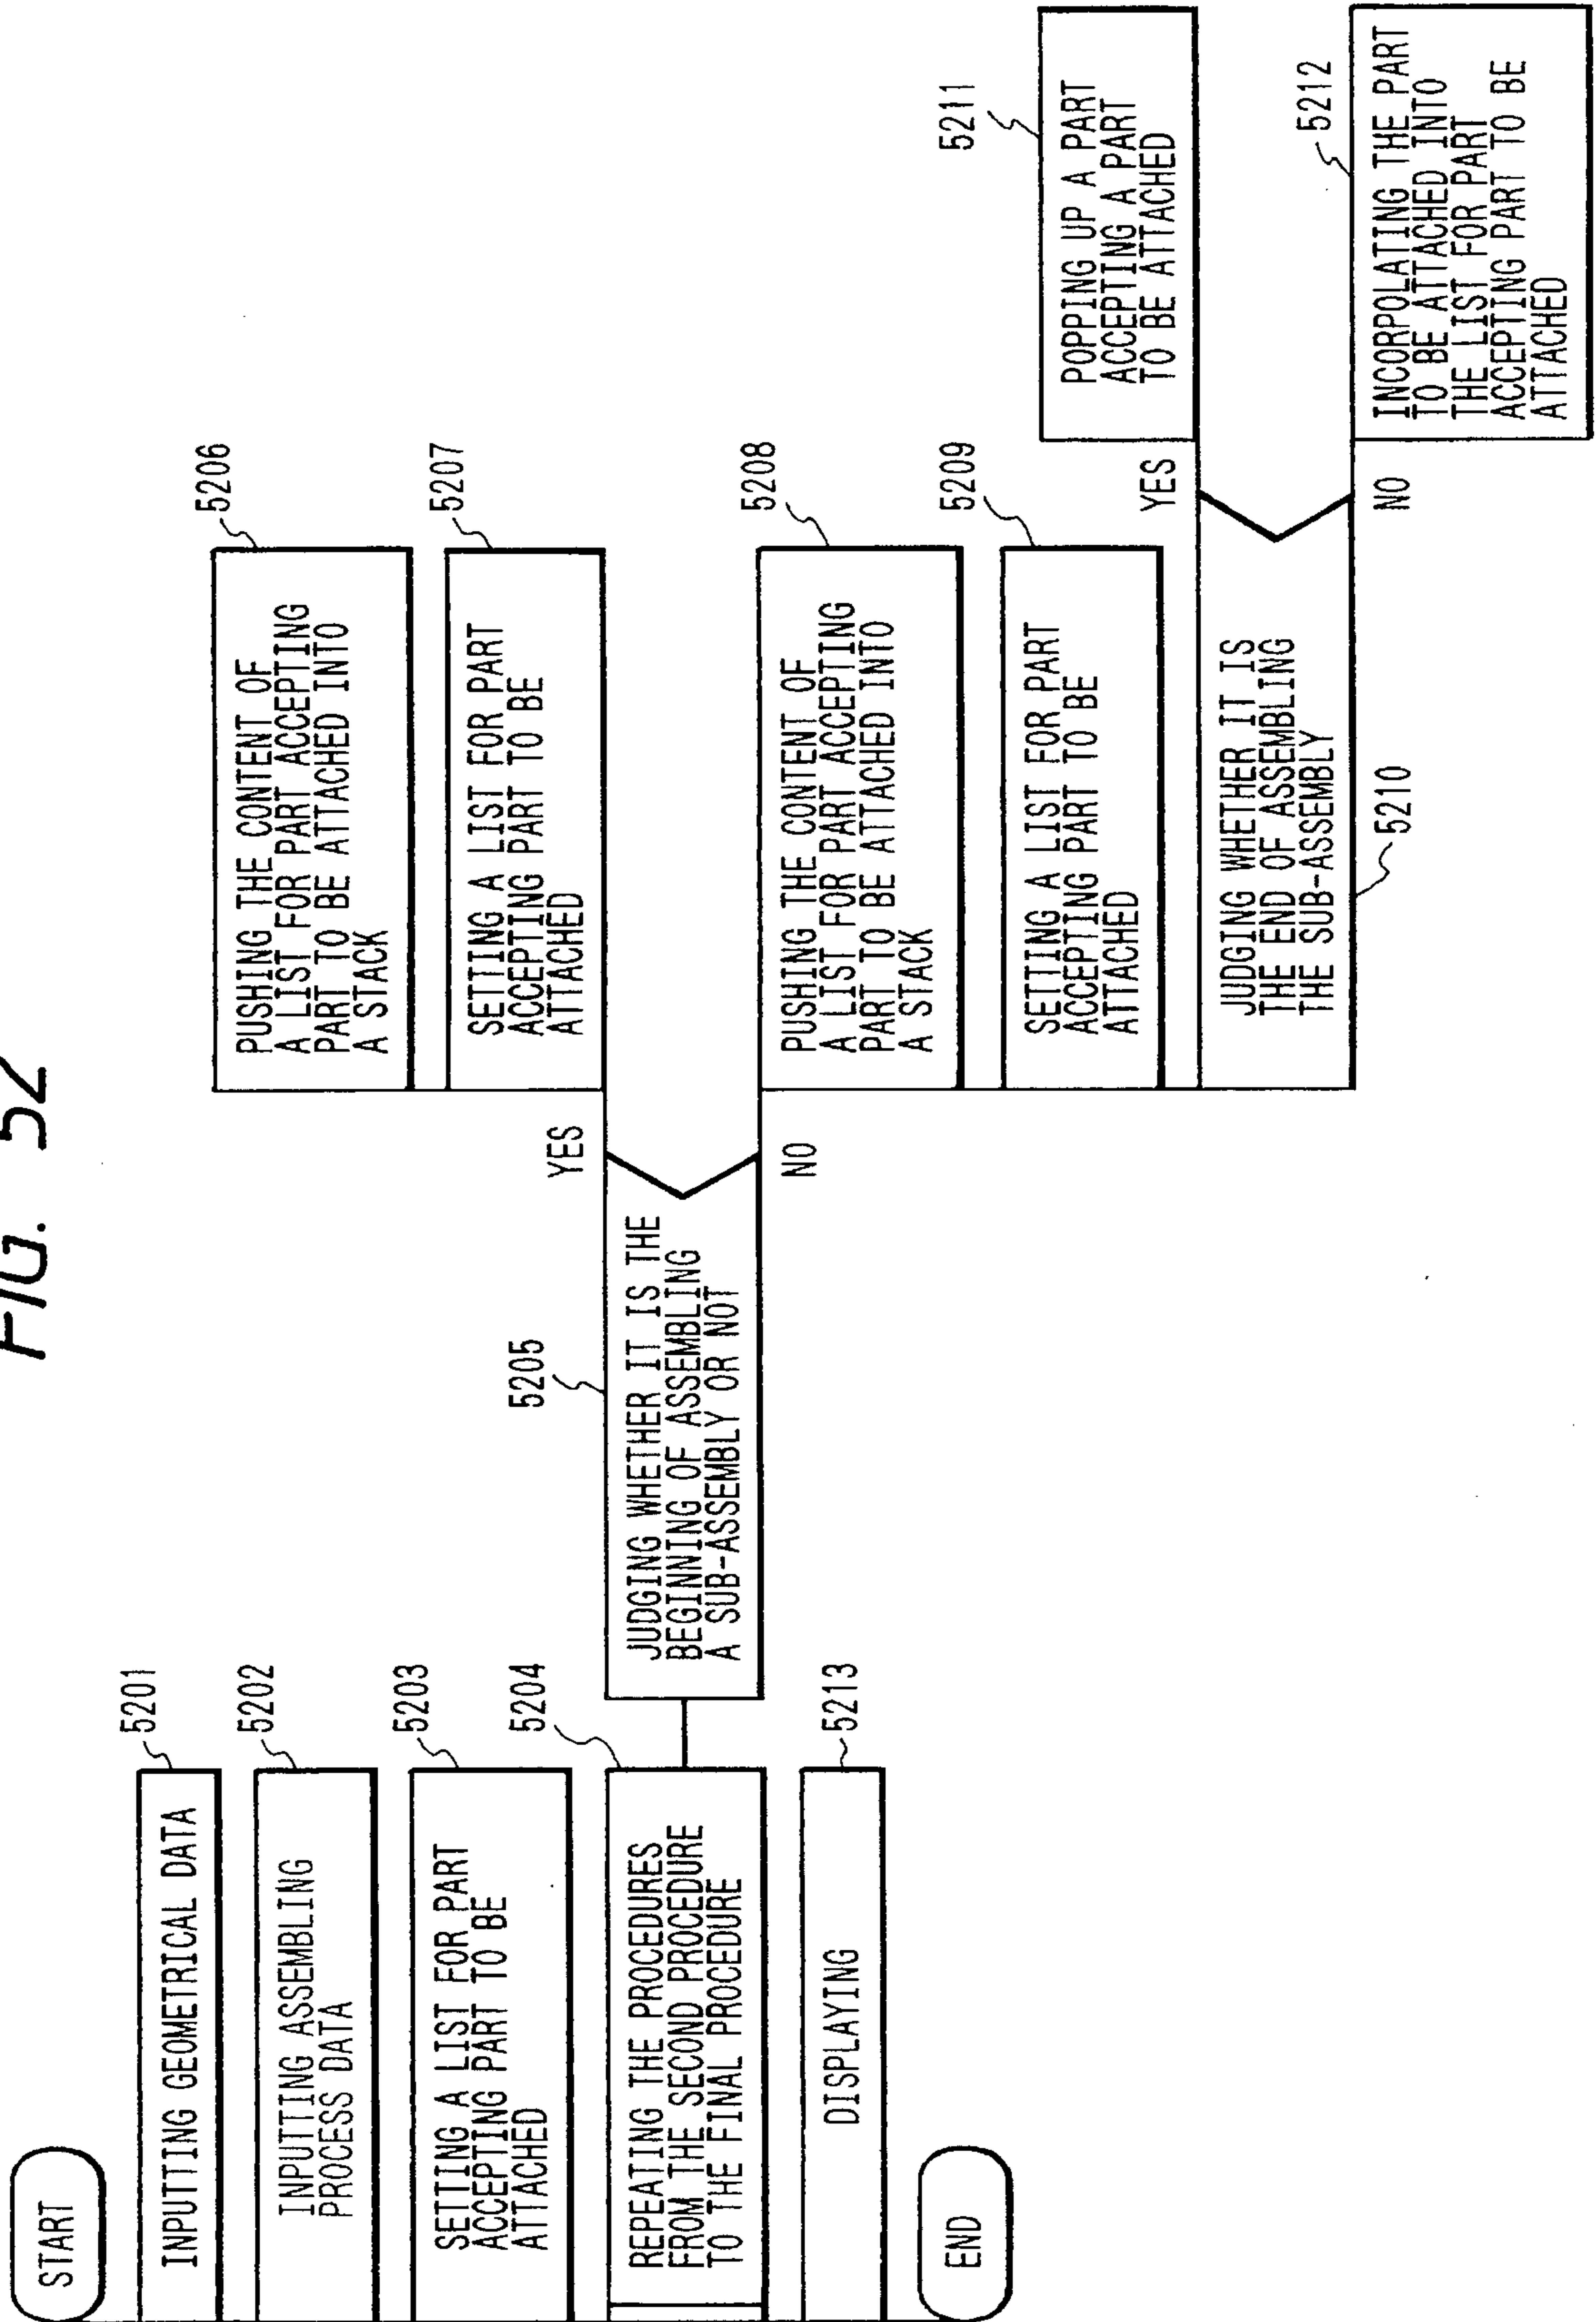 FIG. 52
START
5201
INPUTTING GEOMETRICAL DATA
5202
INPUTTING ASSEMBLING
PROCESS DATA
5203
SETTING A LIST FOR PART
ACCEPTING PART TO BE
ATTACHED
5204
REPEATING THE PROCEDURES
FROM THE SECOND PROCEDURE
TO THE FINAL PROCEDURE
5213
DISPLAYING
END
5205
JUDGING WHETHER IT IS THE
BEGINNING OF ASSEMBLING
A SUB-ASSEMBLY OR NOT
YES
NO
5206
PUSHING THE CONTENT OF
A LIST FOR PART ACCEPTING
PART TO BE ATTACHED INTO
A STACK
5207
SETTING A LIST FOR PART
ACCEPTING PART TO BE
ATTACHED
5208
PUSHING THE CONTENT OF
A LIST FOR PART ACCEPTING
PART TO BE ATTACHED INTO
A STACK
5209
SETTING A LIST FOR PART
ACCEPTING PART TO BE
ATTACHED
JUDGING WHETHER IT IS
THE END OF ASSEMBLING
THE SUB-ASSEMBLY
5210
YES
NO
5211
POPPING UP A PART
ACCEPTING A PART
TO BE ATTACHED
5212
INCORPOLATING THE PART
TO BE ATTACHED INTO
THE LIST FOR PART
ACCEPTING PART TO BE
ATTACHED